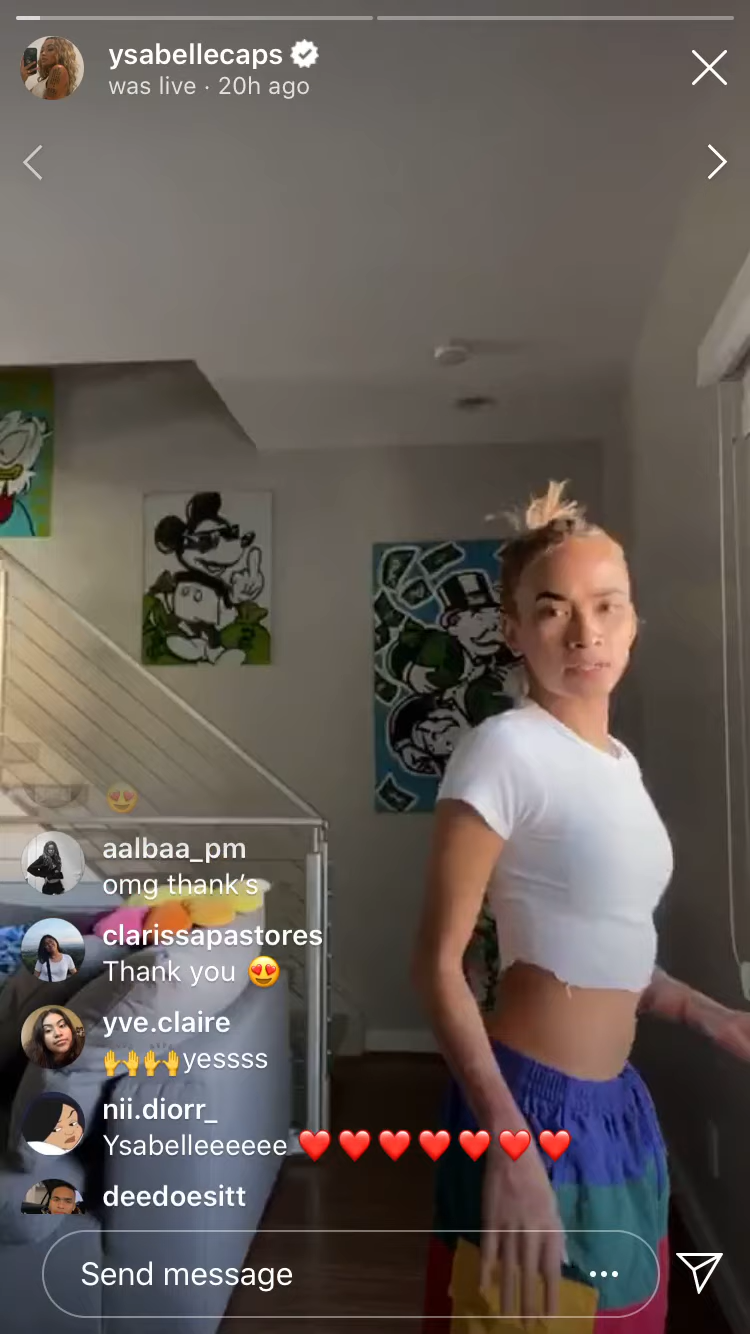 ysabellecaps
was live · 20h ago
😍
aalbaa_pm
omg thank's
clarissapastores
Thank you 😍
yve.claire
🙌🙌yessss
nii.diorr_
Ysabelleeeeee ❤️❤️❤️❤️❤️❤️❤️
deedoesitt
Send message